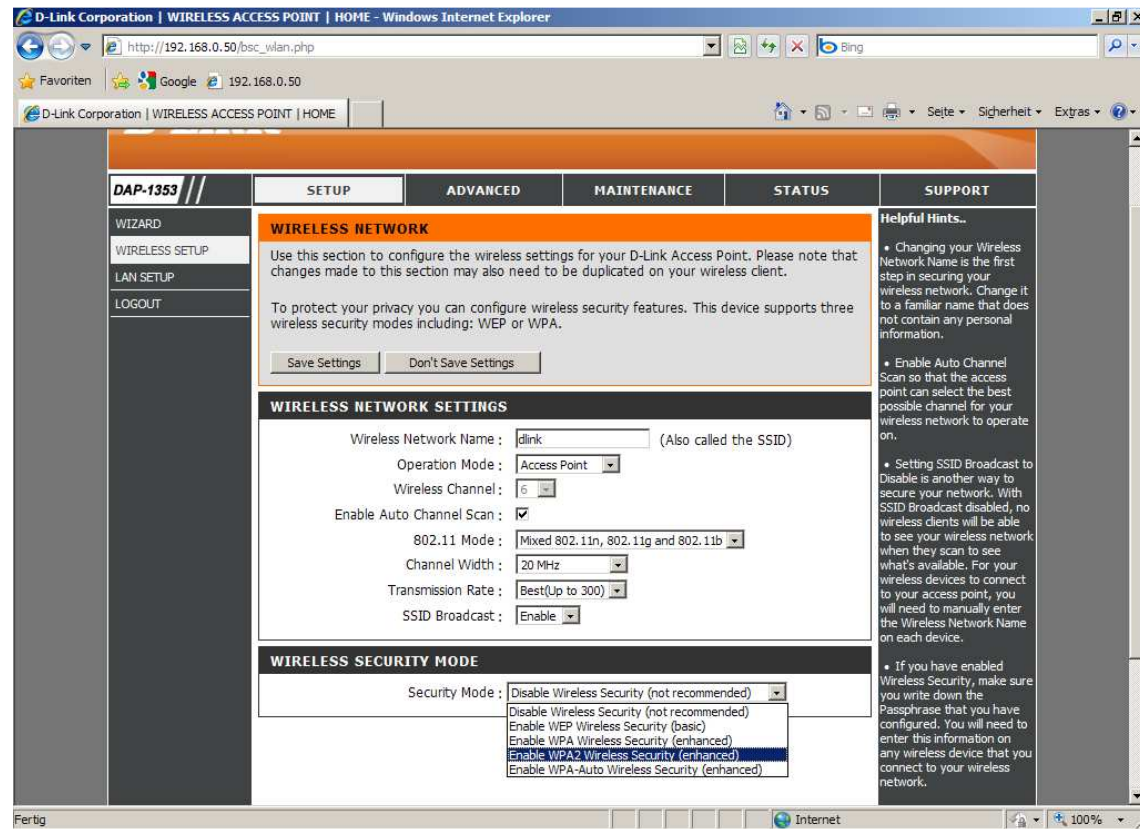 D-Link Corporation | WIRELESS ACCESS POINT | HOME - Windows Internet Explorer
http://192.168.0.50/bsc_wlan.php
Bing
Favoriten
Google
192.168.0.50
D-Link Corporation | WIRELESS ACCESS POINT | HOME
Seite
Sicherheit
Extras
DAP-1353
SETUP
ADVANCED
MAINTENANCE
STATUS
SUPPORT
WIZARD
WIRELESS SETUP
LAN SETUP
LOGOUT
WIRELESS NETWORK
Use this section to configure the wireless settings for your D-Link Access Point. Please note that
changes made to this section may also need to be duplicated on your wireless client.
To protect your privacy you can configure wireless security features. This device supports three
wireless security modes including: WEP or WPA.
Save Settings
Don't Save Settings
WIRELESS NETWORK SETTINGS
Wireless Network Name : dlink (Also called the SSID)
Operation Mode : Access Point
Wireless Channel : 6
Enable Auto Channel Scan :
802.11 Mode : Mixed 802.11n, 802.11g and 802.11b
Channel Width : 20 MHz
Transmission Rate : Best(Up to 300)
SSID Broadcast : Enable
WIRELESS SECURITY MODE
Security Mode : Disable Wireless Security (not recommended)
Disable Wireless Security (not recommended)
Enable WEP Wireless Security (basic)
Enable WPA Wireless Security (enhanced)
Enable WPA2 Wireless Security (enhanced)
Enable WPA-Auto Wireless Security (enhanced)
Helpful Hints..
• Changing your Wireless
Network Name is the first
step in securing your
wireless network. Change it
to a familiar name that does
not contain any personal
information.
• Enable Auto Channel
Scan so that the access
point can select the best
possible channel for your
wireless network to operate
on.
• Setting SSID Broadcast to
Disable is another way to
secure your network. With
SSID Broadcast disabled, no
wireless clients will be able
to see your wireless network
when they scan to see
what's available. For your
wireless devices to connect
to your access point, you
will need to manually enter
the Wireless Network Name
on each device.
• If you have enabled
Wireless Security, make sure
you write down the
Passphrase that you have
configured. You will need to
enter this information on
any wireless device that you
connect to your wireless
network.
Fertig
Internet
100%